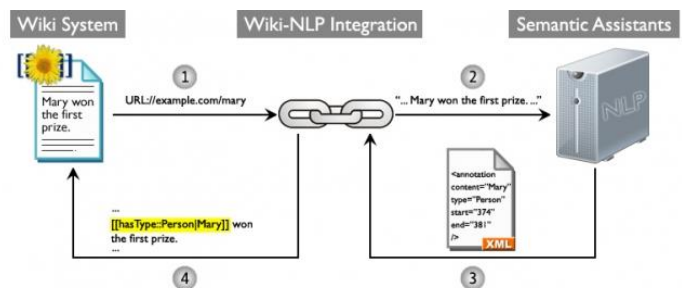 Wiki System
Wiki-NLP Integration
Semantic Assistants
[[ ]]
Mary won
the first
prize.
1
URL://example.com/mary
2
"... Mary won the first prize. ..."
NLP
<annotation
content="Mary"
type="Person"
start="374"
end="381"
/>
XML
3
...
[[hasType::Person|Mary]] won
the first prize.
...
4